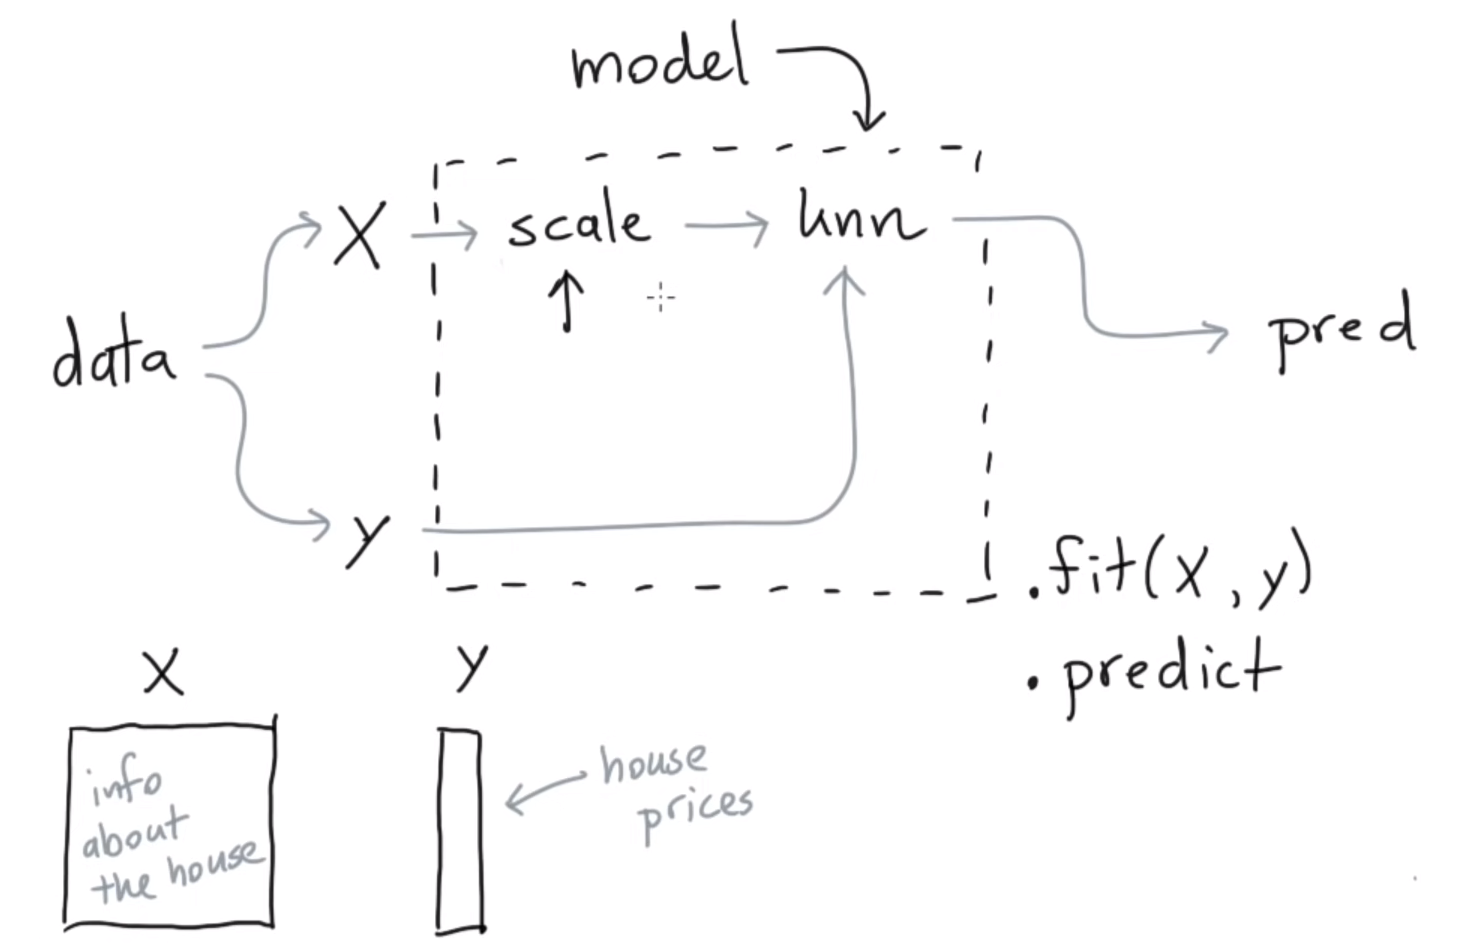 model
X
scale
knn
data
pred
y
.fit(X, y)
.predict
X
y
info
about
the house
house
prices